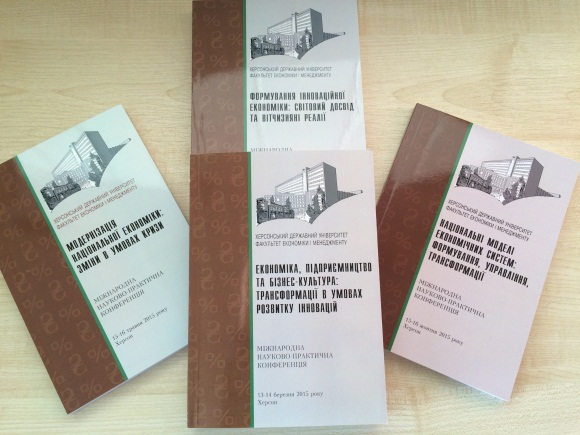 ХЕРСОНСЬКИЙ ДЕРЖАВНИЙ УНІВЕРСИТЕТ
ФАКУЛЬТЕТ ЕКОНОМІКИ І МЕНЕДЖМЕНТУ
ФОРМУВАННЯ ІННОВАЦІЙНОЇ
ЕКОНОМІКИ: СВІТОВИЙ ДОСВІД
ТА ВІТЧИЗНЯНІ РЕАЛІЇ
МІЖНАРОДНА
ХЕРСОНСЬКИЙ ДЕРЖАВНИЙ УНІВЕРСИТЕТ
ФАКУЛЬТЕТ ЕКОНОМІКИ І МЕНЕДЖМЕНТУ
МОДЕРНІЗАЦІЯ
НАЦІОНАЛЬНОЇ ЕКОНОМІКИ:
ЗМІНИ В УМОВАХ КРИЗИ
МІЖНАРОДНА
НАУКОВО-ПРАКТИЧНА
КОНФЕРЕНЦІЯ
15-16 травня 2015 року
Херсон
ХЕРСОНСЬКИЙ ДЕРЖАВНИЙ УНІВЕРСИТЕТ
ФАКУЛЬТЕТ ЕКОНОМІКИ І МЕНЕДЖМЕНТУ
ЕКОНОМІКА, ПІДПРИЄМНИЦТВО
ТА БІЗНЕС-КУЛЬТУРА:
ТРАНСФОРМАЦІЇ В УМОВАХ
РОЗВИТКУ ІННОВАЦІЙ
МІЖНАРОДНА
НАУКОВО-ПРАКТИЧНА
КОНФЕРЕНЦІЯ
13-14 березня 2015 року
Херсон
ХЕРСОНСЬКИЙ ДЕРЖАВНИЙ УНІВЕРСИТЕТ
ФАКУЛЬТЕТ ЕКОНОМІКИ І МЕНЕДЖМЕНТУ
НАЦІОНАЛЬНІ МОДЕЛІ
ЕКОНОМІЧНИХ СИСТЕМ:
ФОРМУВАННЯ, УПРАВЛІННЯ,
ТРАНСФОРМАЦІЇ
МІЖНАРОДНА
НАУКОВО-ПРАКТИЧНА
КОНФЕРЕНЦІЯ
15-16 жовтня 2015 року
Херсон